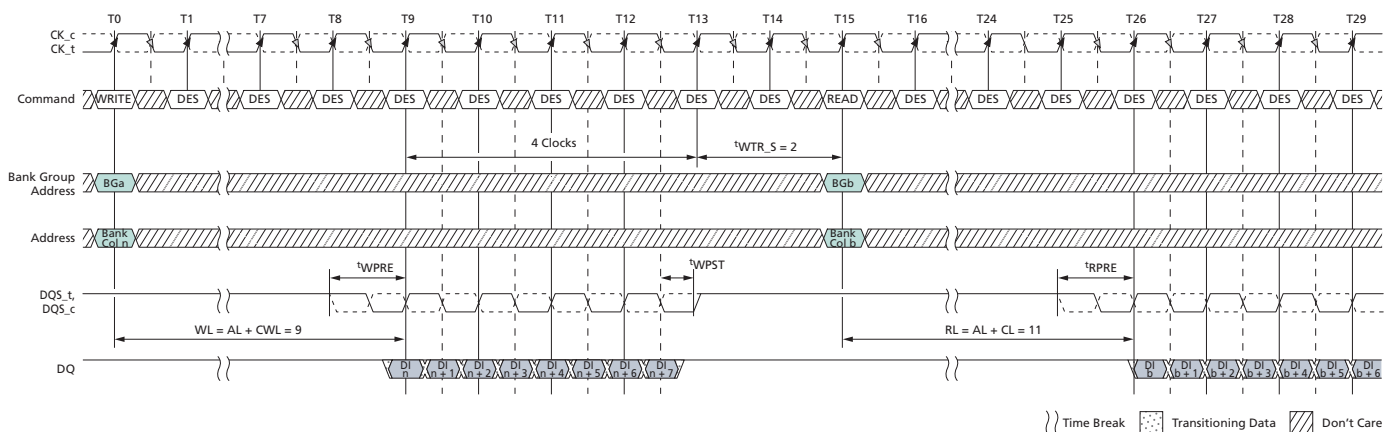 T0 T1 T7 T8 T9 T10 T11 T12 T13 T14 T15 T16 T24 T25 T26 T27 T28 T29
CK_c
CK_t
Command WRITE DES DES DES DES DES DES DES DES DES READ DES DES DES DES DES DES DES
4 Clocks
tWTR_S = 2
Bank Group
Address
BGa
BGb
Address
Bank
Col n
Bank
Col b
tWPRE
tWPST
tRPRE
DQS_t,
DQS_c
WL = AL + CWL = 9
RL = AL + CL = 11
DQ
DI
n
DI
n + 1
DI
n + 2
DI
n + 3
DI
n + 4
DI
n + 5
DI
n + 6
DI
n + 7
DI
b
DI
b + 1
DI
b + 2
DI
b + 3
DI
b + 4
DI
b + 5
DI
b + 6
Time Break
Transitioning Data
Don't Care